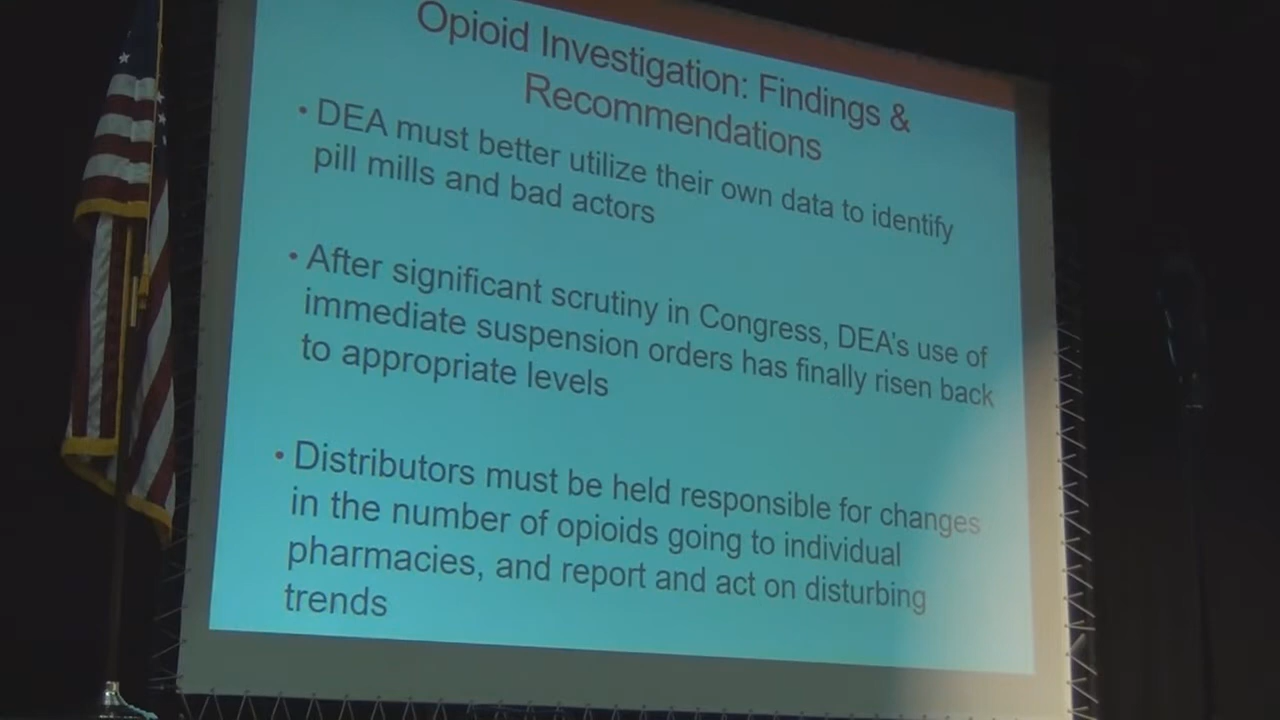 Opioid Investigation: Findings &
Recommendations
• DEA must better utilize their own data to identify
pill mills and bad actors
• After significant scrutiny in Congress, DEA's use of
immediate suspension orders has finally risen back
to appropriate levels
• Distributors must be held responsible for changes
in the number of opioids going to individual
pharmacies, and report and act on disturbing
trends